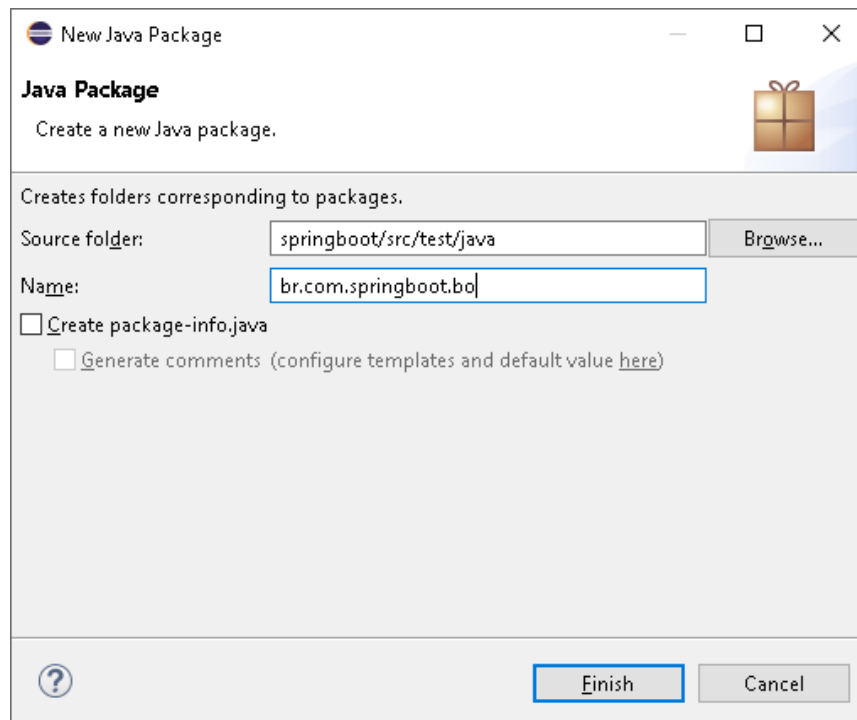 New Java Package
Java Package
Create a new Java package.
Creates folders corresponding to packages.
Source folder: springboot/src/test/java Browse...
Name: br.com.springboot.bo
Create package-info.java
Generate comments (configure templates and default value here)
? Finish Cancel